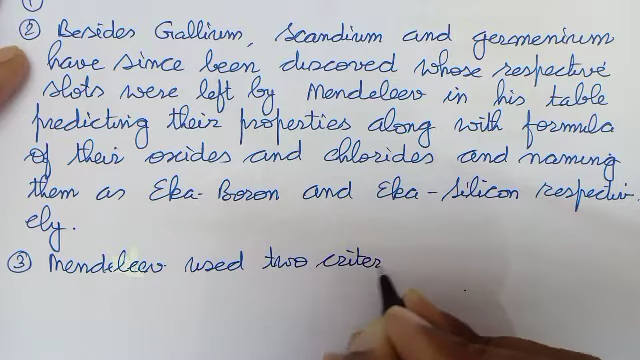 ①
② Besides Gallium, scandium and germenium
have since been discoved whose respective
slots were left by Mendeleev in his table
predicting their properties along with formula
of their oxides and chlorides and naming
them as Eka-Boron and Eka-Silicon respectiv-
ely.
③ Mendeleev used two criter